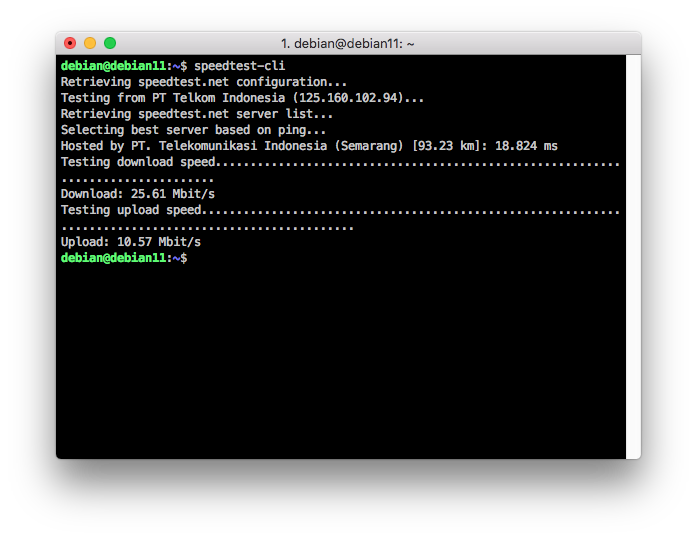 1. debian@debian11: ~
debian@debian11:~$ speedtest-cli
Retrieving speedtest.net configuration...
Testing from PT Telkom Indonesia (125.160.102.94)...
Retrieving speedtest.net server list...
Selecting best server based on ping...
Hosted by PT. Telekomunikasi Indonesia (Semarang) [93.23 km]: 18.824 ms
Testing download speed..........................................................
......................
Download: 25.61 Mbit/s
Testing upload speed............................................................
..........................................
Upload: 10.57 Mbit/s
debian@debian11:~$